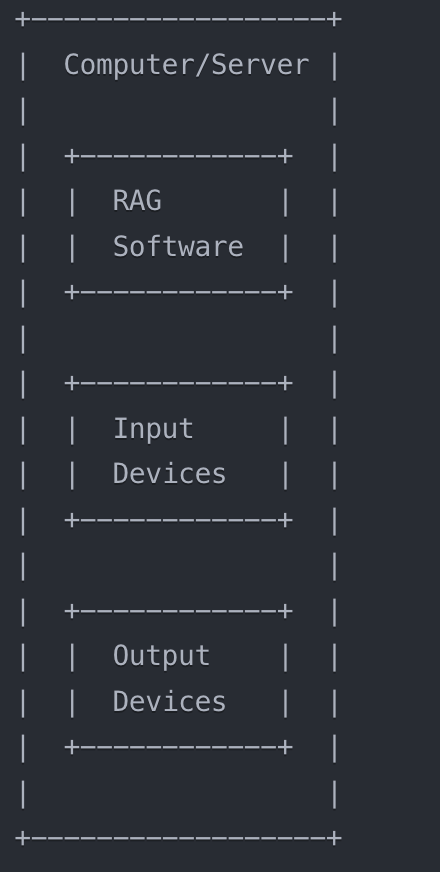 +-------------------+
|  Computer/Server |
|                   |
|  +-------------+  |
|  |  RAG        |  |
|  |  Software   |  |
|  +-------------+  |
|                   |
|  +-------------+  |
|  |  Input      |  |
|  |  Devices    |  |
|  +-------------+  |
|                   |
|  +-------------+  |
|  |  Output     |  |
|  |  Devices    |  |
|  +-------------+  |
|                   |
+-------------------+